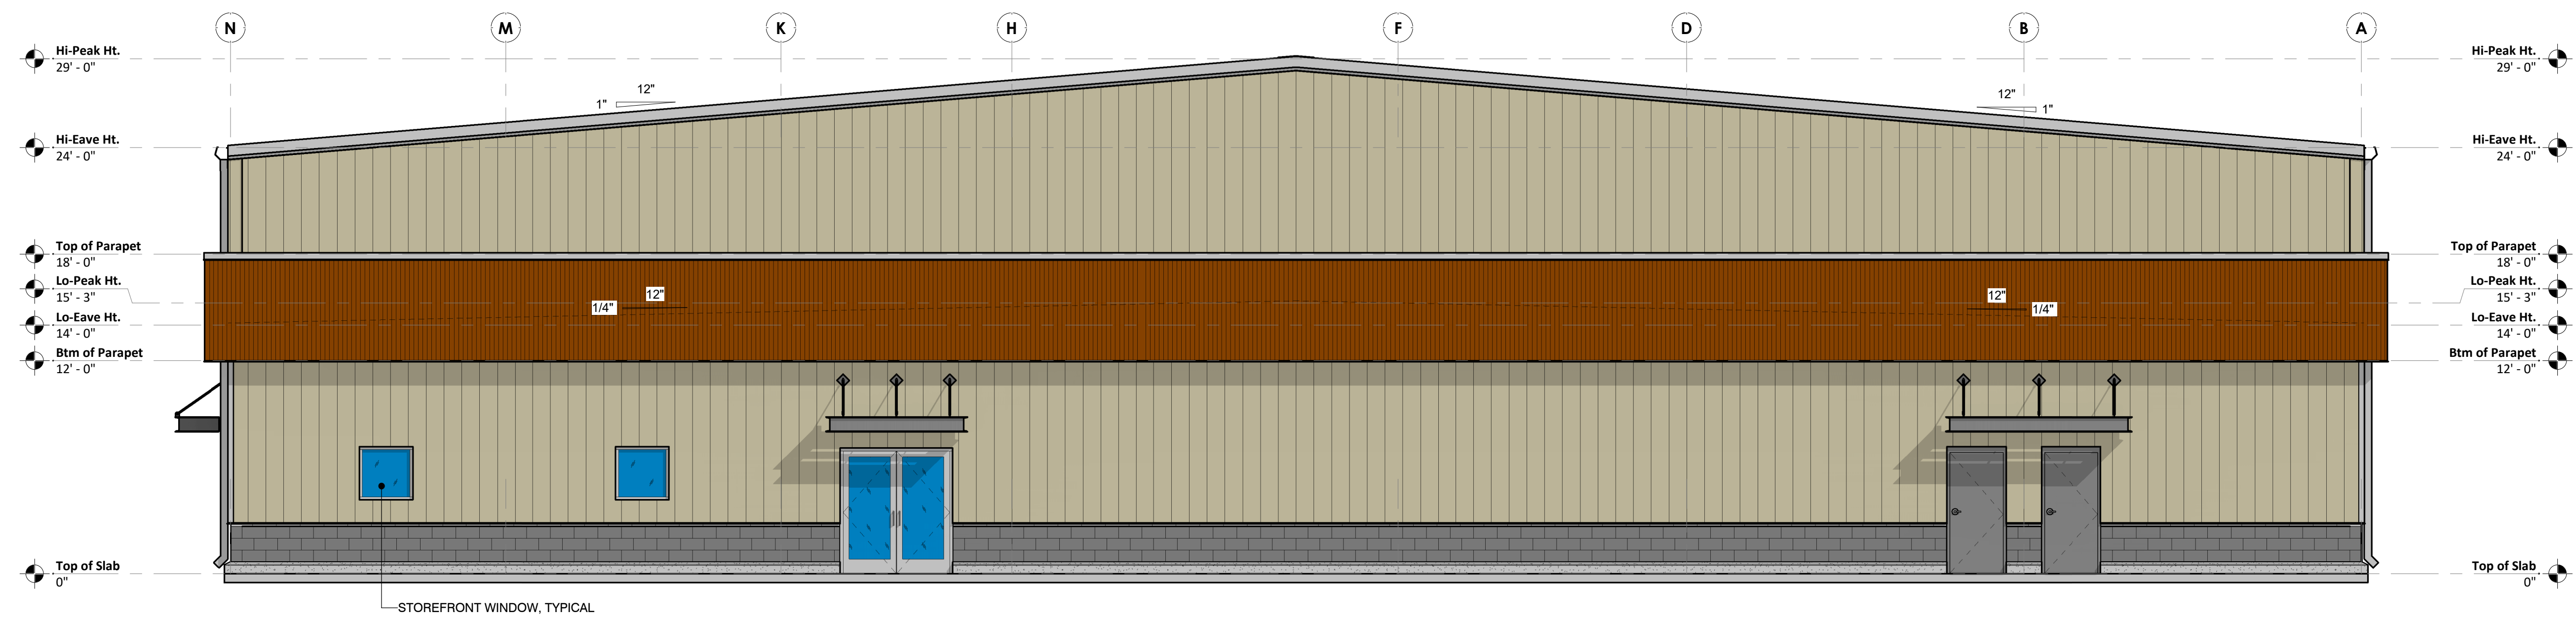 N M K H F D B A
Hi-Peak Ht.
29' - 0"
Hi-Peak Ht.
29' - 0"
12"
1"
12"
1"
Hi-Eave Ht.
24' - 0"
Hi-Eave Ht.
24' - 0"
Top of Parapet
18' - 0"
Top of Parapet
18' - 0"
Lo-Peak Ht.
15' - 3"
Lo-Peak Ht.
15' - 3"
12"
1/4"
12"
1/4"
Lo-Eave Ht.
14' - 0"
Lo-Eave Ht.
14' - 0"
Btm of Parapet
12' - 0"
Btm of Parapet
12' - 0"
Top of Slab
0"
Top of Slab
0"
STOREFRONT WINDOW, TYPICAL